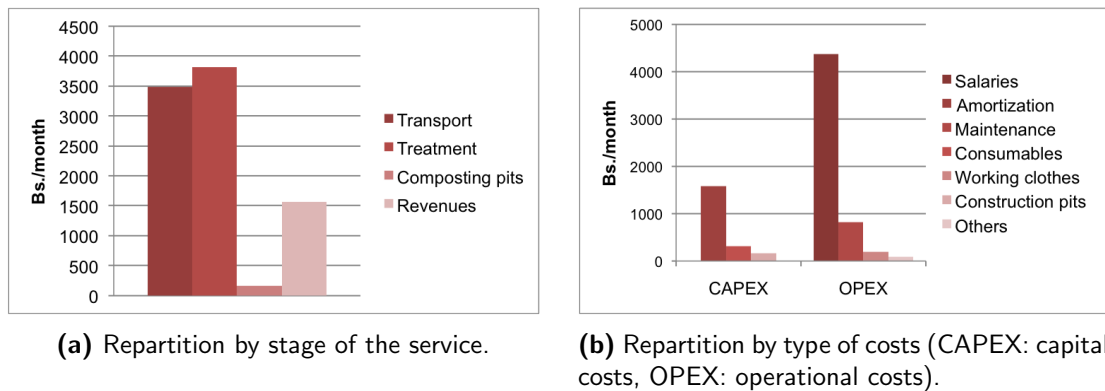 4500
4000
3500
3000
2500
2000
1500
1000
500
0
Bs./month
Transport
Treatment
Composting pits
Revenues
(a) Repartition by stage of the service.
5000
4000
3000
2000
1000
0
Bs./month
CAPEX OPEX
Salaries
Amortization
Maintenance
Consumables
Working clothes
Construction pits
Others
(b) Repartition by type of costs (CAPEX: capital
costs, OPEX: operational costs).